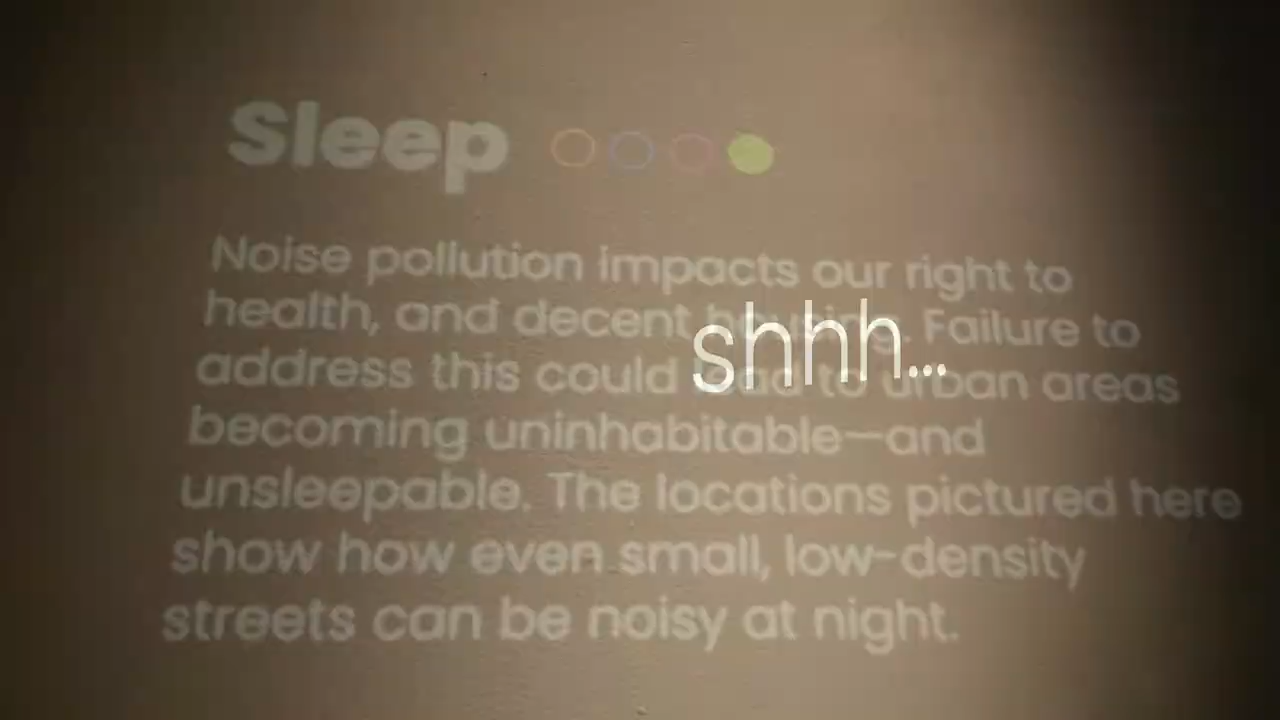 Sleep
Noise pollution impacts our right to
health, and decent housing. Failure to
address this could lead to urban areas
becoming uninhabitable—and
unsleepable. The locations pictured here
show how even small, low-density
streets can be noisy at night.
shhh...